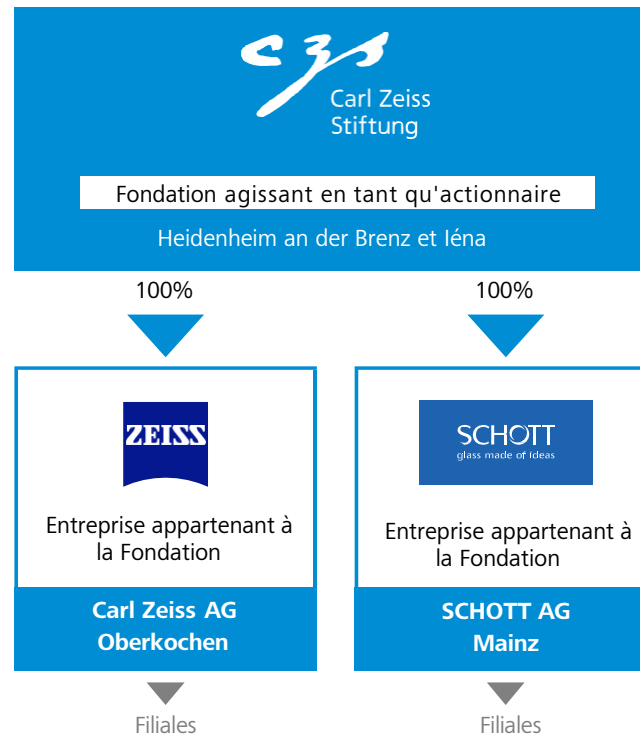 czs
Carl Zeiss
Stiftung
Fondation agissant en tant qu'actionnaire
Heidenheim an der Brenz et Iéna
100%
100%
ZEISS
Entreprise appartenant à
la Fondation
Carl Zeiss AG
Oberkochen
Filiales
SCHOTT
glass made of ideas
Entreprise appartenant à
la Fondation
SCHOTT AG
Mainz
Filiales